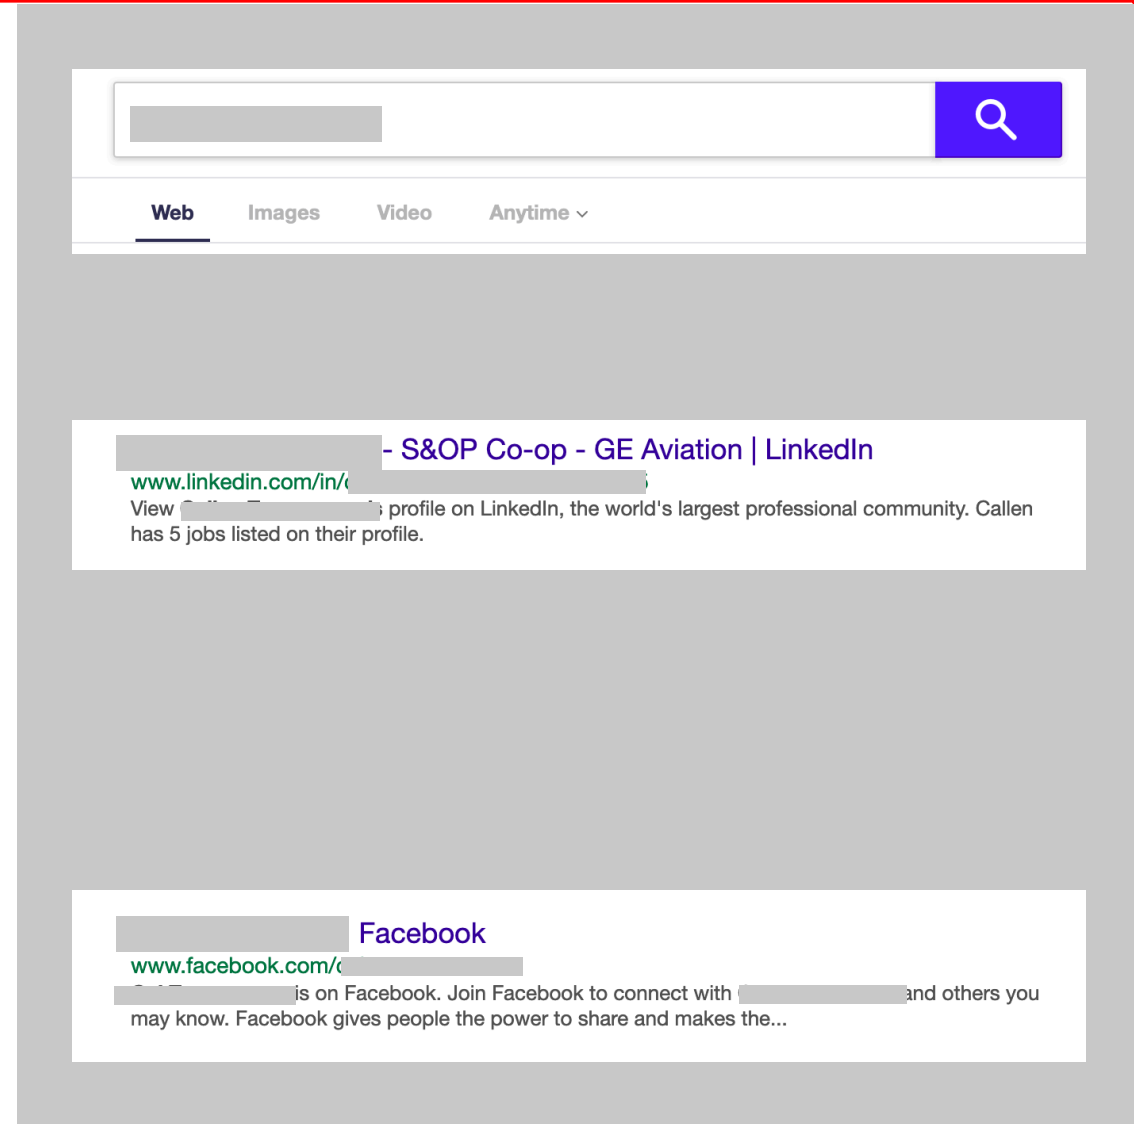 Web Images Video Anytime
- S&OP Co-op - GE Aviation | LinkedIn
www.linkedin.com/in/
View profile on LinkedIn, the world's largest professional community. Callen
has 5 jobs listed on their profile.
Facebook
www.facebook.com/
is on Facebook. Join Facebook to connect with and others you
may know. Facebook gives people the power to share and makes the...